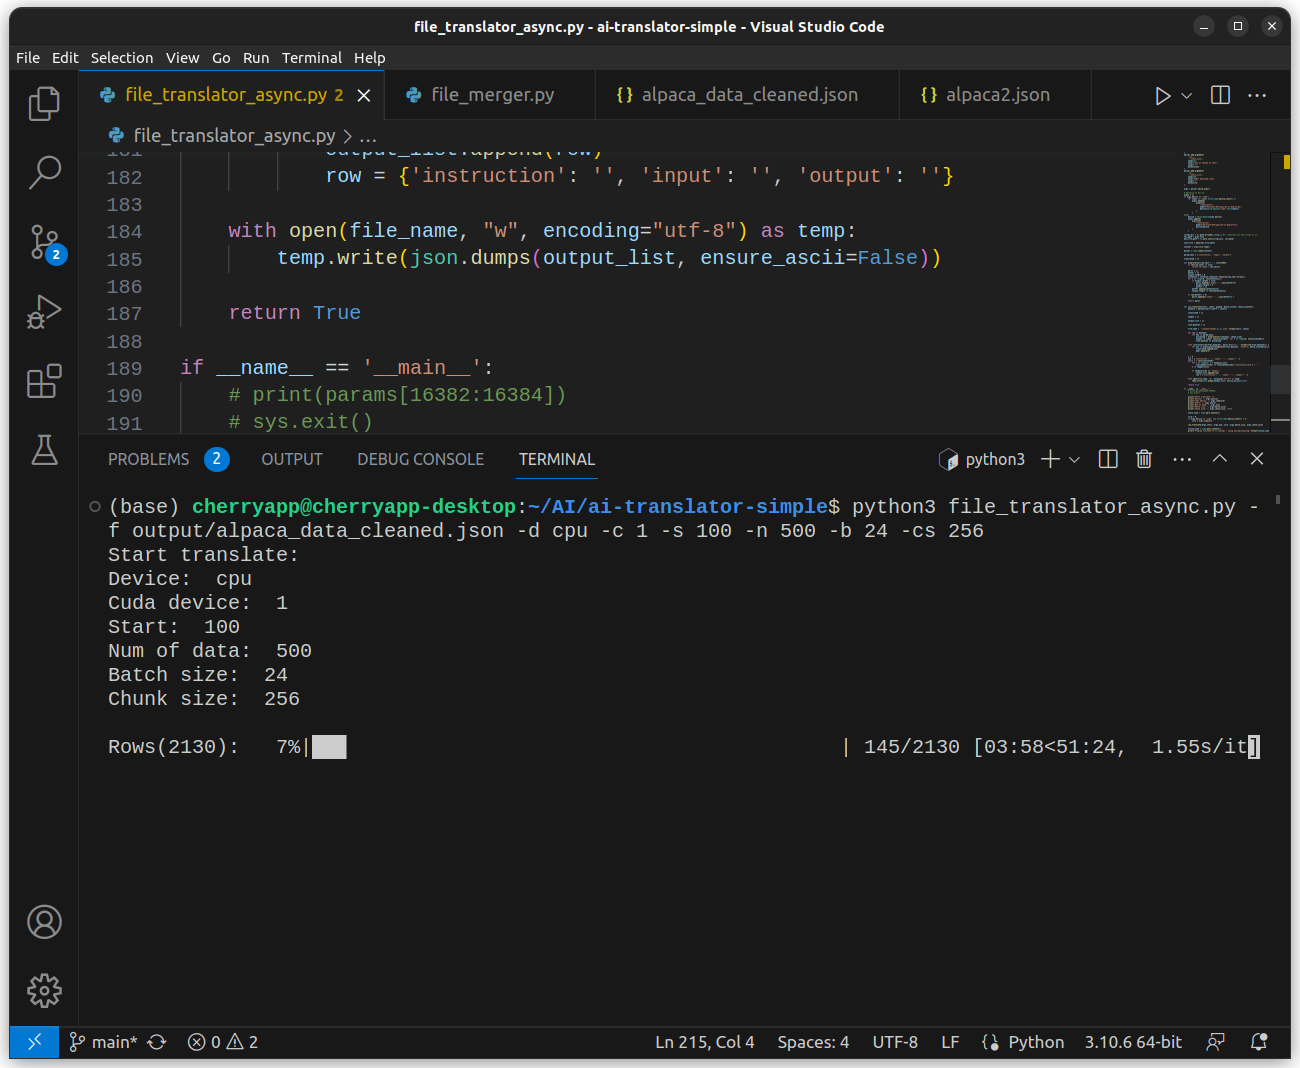 file_translator_async.py - ai-translator-simple - Visual Studio Code
File Edit Selection View Go Run Terminal Help
file_translator_async.py 2 file_merger.py {} alpaca_data_cleaned.json {} alpaca2.json
file_translator_async.py > ...
181 output_list.append(row)
182 row = {'instruction': '', 'input': '', 'output': ''}
183
184 with open(file_name, "w", encoding="utf-8") as temp:
185 temp.write(json.dumps(output_list, ensure_ascii=False))
186
187 return True
188
189 if __name__ == '__main__':
190 # print(params[16382:16384])
191 # sys.exit()
PROBLEMS 2 OUTPUT DEBUG CONSOLE TERMINAL python3
(base) cherryapp@cherryapp-desktop:~/AI/ai-translator-simple$ python3 file_translator_async.py -
f output/alpaca_data_cleaned.json -d cpu -c 1 -s 100 -n 500 -b 24 -cs 256
Start translate:
Device:  cpu
Cuda device:  1
Start:  100
Num of data:  500
Batch size:  24
Chunk size:  256
Rows(2130):   7%| | 145/2130 [03:58<51:24,  1.55s/it]
2
main* 0 2 Ln 215, Col 4 Spaces: 4 UTF-8 LF Python 3.10.6 64-bit